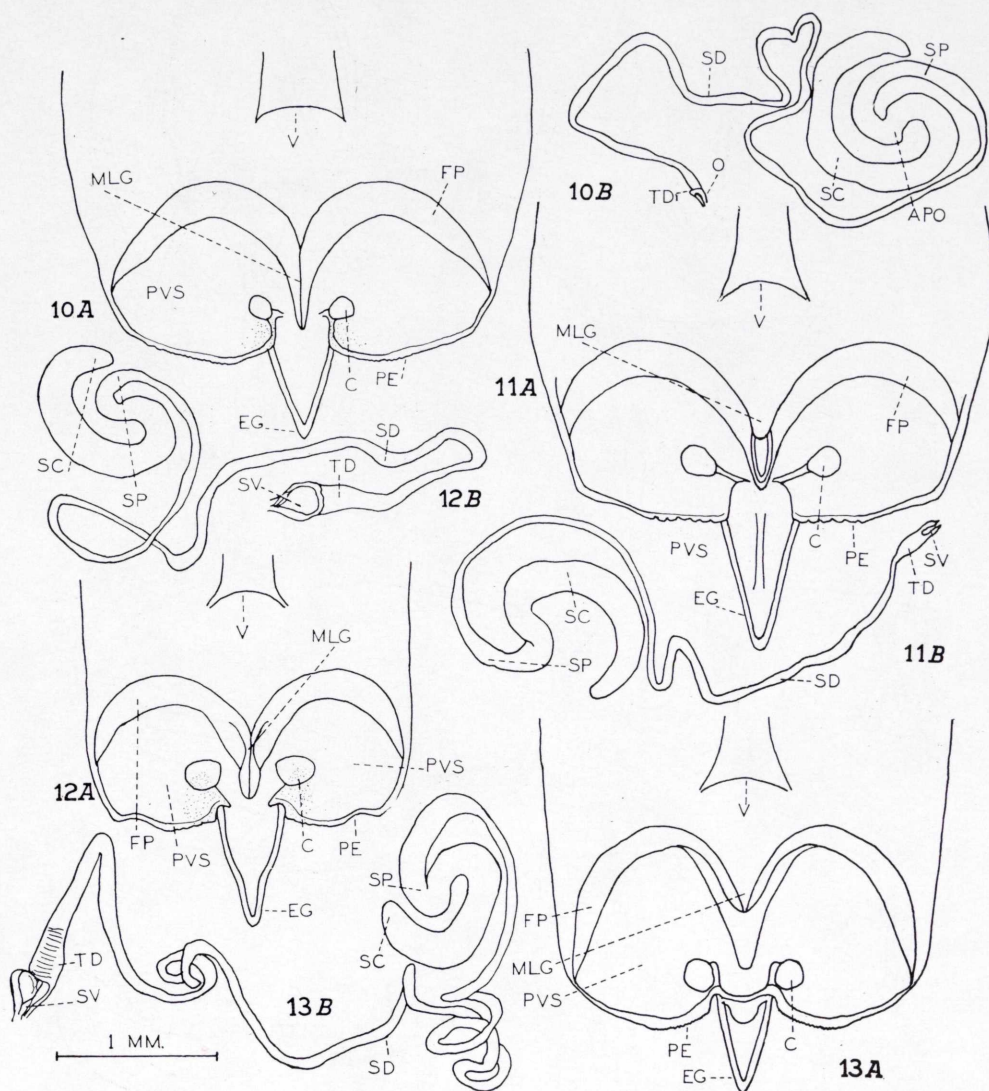 SD
SP
MLG
FP
O
TDr
10B
SC
APO
PVS
10A
C
PE
EG
MLG
11A
FP
SC
SP
SD
TD
SV
12B
PVS
C
PE
SV
TD
EG
11B
SC
SP
SD
MLG
12A
PVS
FP
PVS
C
PE
SP
EG
SC
FP
TD
MLG
SV
PVS
13B
1 MM.
SD
PE
C
EG
13A